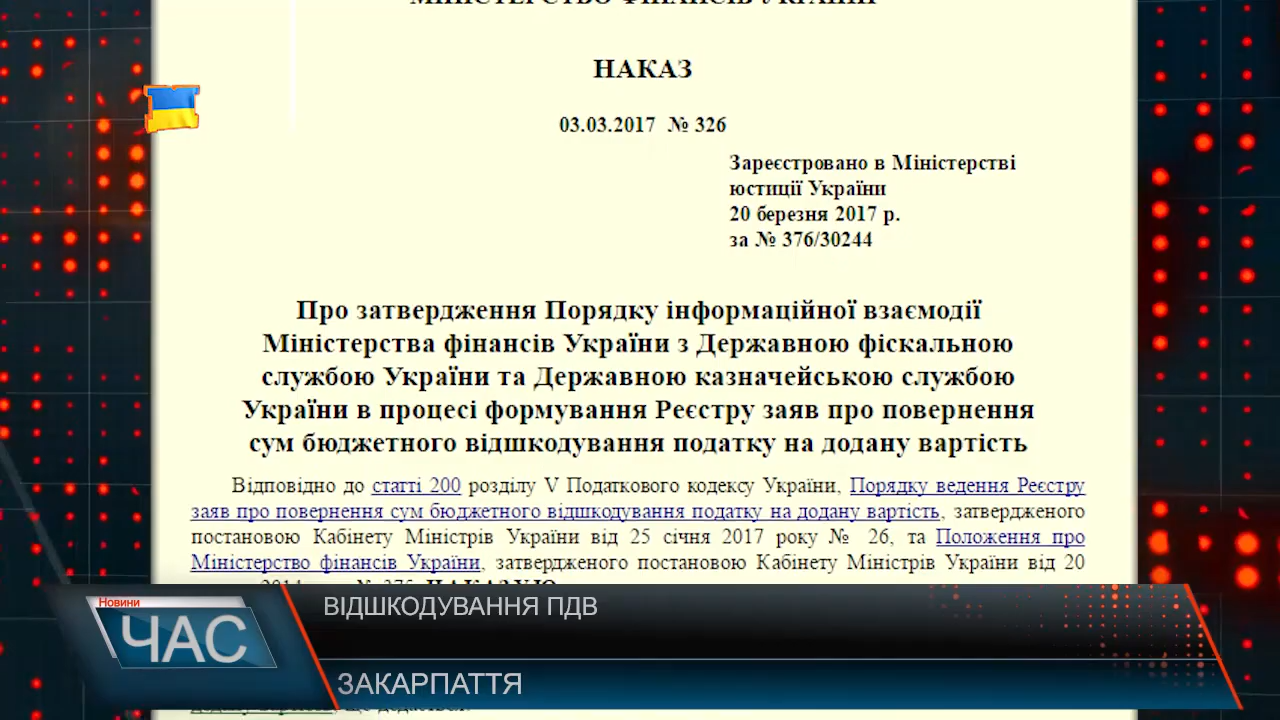 МІНІСТЕРСТВО ФІНАНСІВ УКРАЇНИ
НАКАЗ
03.03.2017 № 326
Зареєстровано в Міністерстві
юстиції України
20 березня 2017 р.
за № 376/30244
Про затвердження Порядку інформаційної взаємодії
Міністерства фінансів України з Державною фіскальною
службою України та Державною казначейською службою
України в процесі формування Реєстру заяв про повернення
сум бюджетного відшкодування податку на додану вартість
Відповідно до статті 200 розділу V Податкового кодексу України, Порядку ведення Реєстру
заяв про повернення сум бюджетного відшкодування податку на додану вартість, затвердженого
постановою Кабінету Міністрів України від 25 січня 2017 року № 26, та Положення про
Міністерство фінансів України, затвердженого постановою Кабінету Міністрів України від 20
Новини
ЧАС
ВІДШКОДУВАННЯ ПДВ
ЗАКАРПАТТЯ